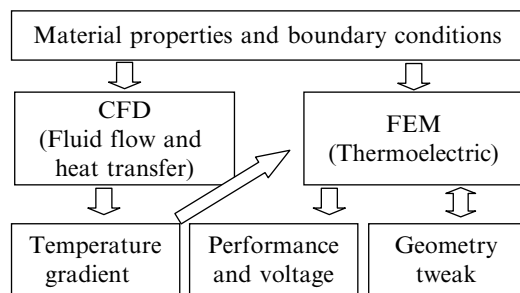 Material properties and boundary conditions
CFD
(Fluid flow and
heat transfer)
FEM
(Thermoelectric)
Temperature
gradient
Performance
and voltage
Geometry
tweak